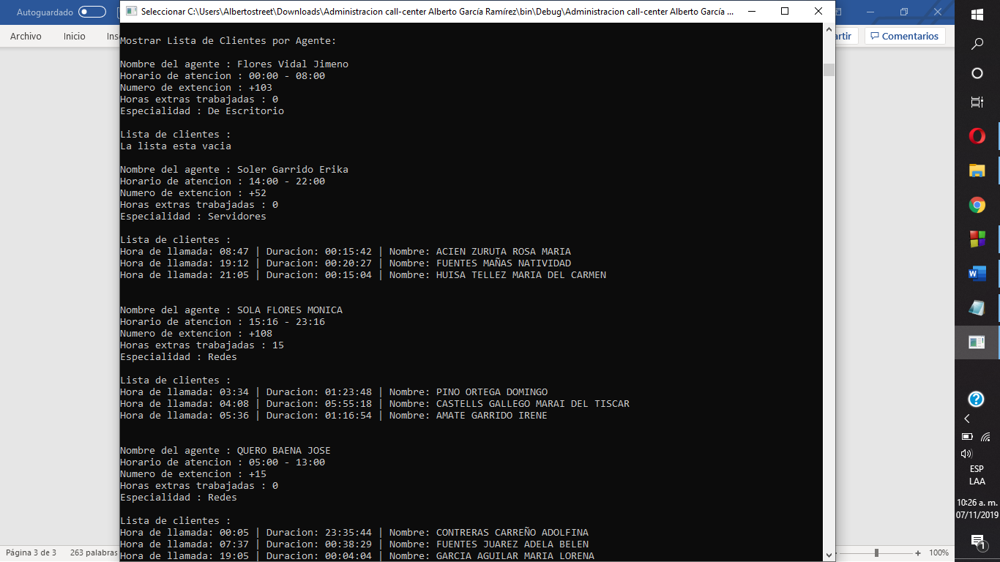 Autoguardado
Seleccionar C:\Users\Albertostreet\Downloads\Administracion call-center Alberto García Ramírez\bin\Debug\Administracion call-center Alberto García ...
Archivo
Inicio
Ins
artir
Comentarios
Mostrar Lista de Clientes por Agente:
Nombre del agente : Flores Vidal Jimeno
Horario de atencion : 00:00 - 08:00
Numero de extencion : +103
Horas extras trabajadas : 0
Especialidad : De Escritorio
Lista de clientes :
La lista esta vacia
Nombre del agente : Soler Garrido Erika
Horario de atencion : 14:00 - 22:00
Numero de extencion : +52
Horas extras trabajadas : 0
Especialidad : Servidores
Lista de clientes :
Hora de llamada: 08:47 | Duracion: 00:15:42 | Nombre: ACIEN ZURUTA ROSA MARIA
Hora de llamada: 19:12 | Duracion: 00:20:27 | Nombre: FUENTES MAÑAS NATIVIDAD
Hora de llamada: 21:05 | Duracion: 00:15:04 | Nombre: HUISA TELLEZ MARIA DEL CARMEN
Nombre del agente : SOLA FLORES MONICA
Horario de atencion : 15:16 - 23:16
Numero de extencion : +108
Horas extras trabajadas : 15
Especialidad : Redes
Lista de clientes :
Hora de llamada: 03:34 | Duracion: 01:23:48 | Nombre: PINO ORTEGA DOMINGO
Hora de llamada: 04:08 | Duracion: 05:55:18 | Nombre: CASTELLS GALLEGO MARAI DEL TISCAR
Hora de llamada: 05:36 | Duracion: 01:16:54 | Nombre: AMATE GARRIDO IRENE
Nombre del agente : QUERO BAENA JOSE
Horario de atencion : 05:00 - 13:00
Numero de extencion : +15
Horas extras trabajadas : 0
Especialidad : Redes
Lista de clientes :
Hora de llamada: 00:05 | Duracion: 23:35:44 | Nombre: CONTRERAS CARREÑO ADOLFINA
Hora de llamada: 07:37 | Duracion: 00:38:29 | Nombre: FUENTES JUAREZ ADELA BELEN
Hora de llamada: 19:05 | Duracion: 00:04:04 | Nombre: GARCIA AGUILAR MARIA LORENA
Página 3 de 3
263 palabras
100%
ESP
LAA
10:26 a. m.
07/11/2019
1